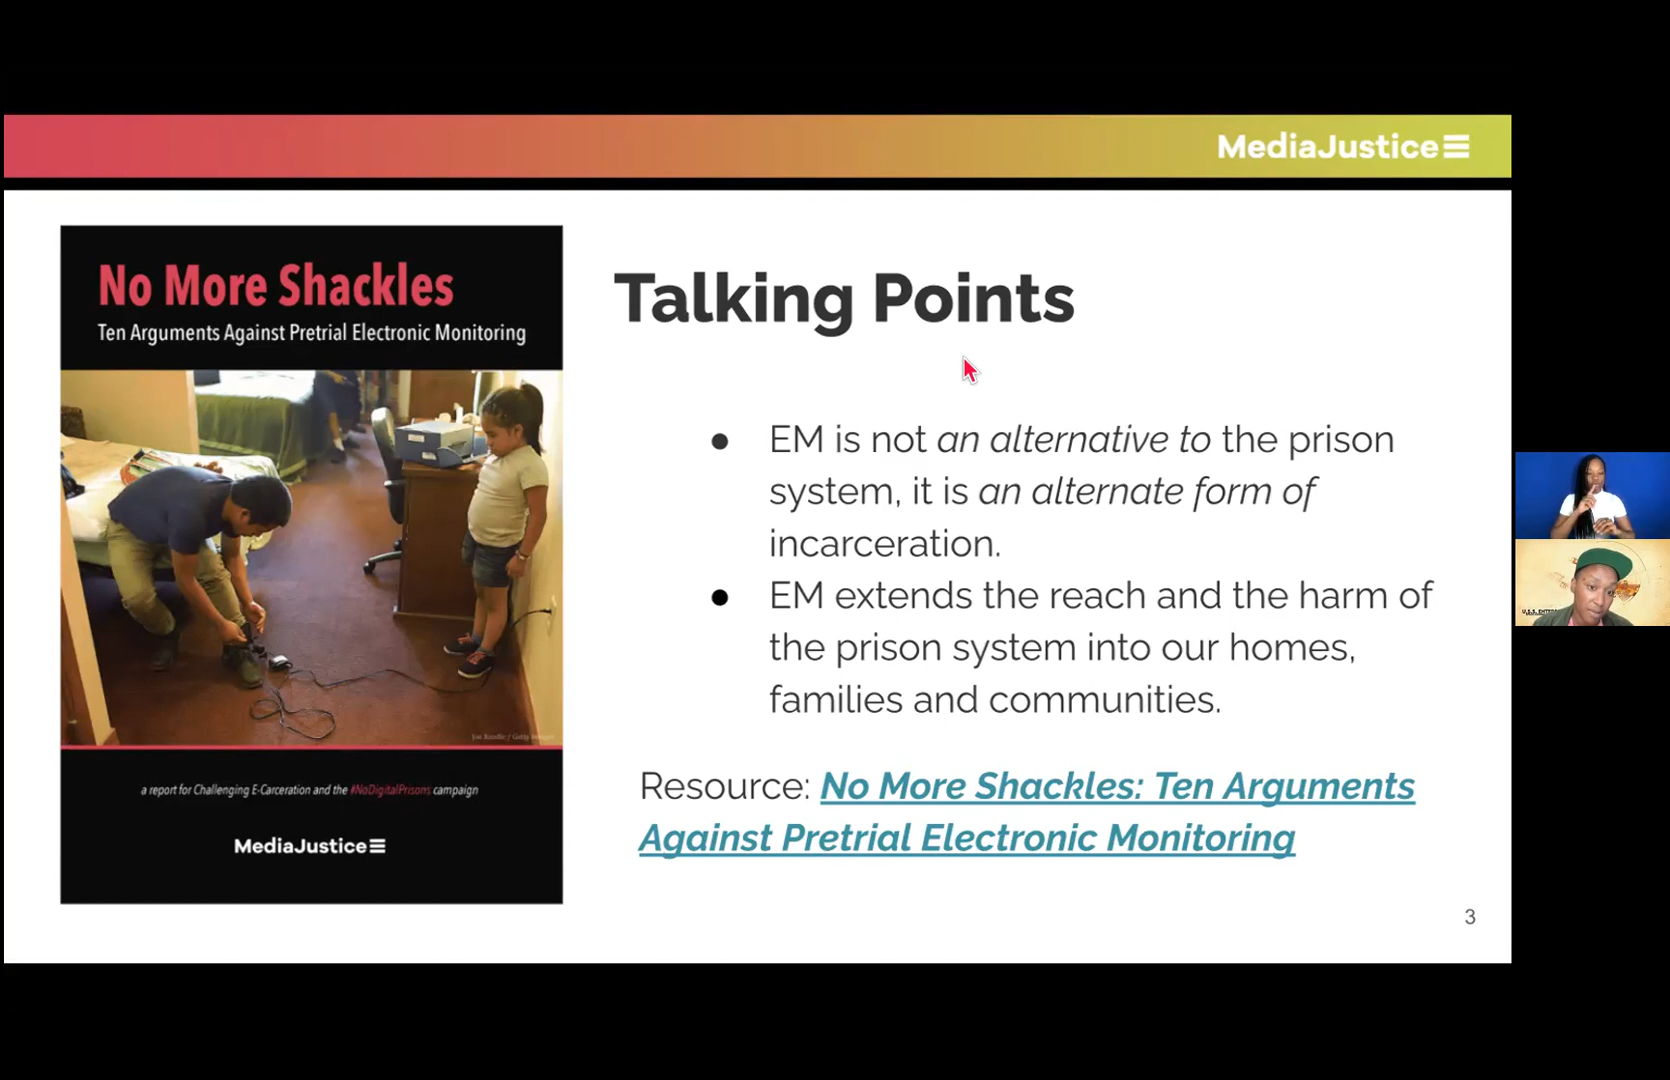 MediaJustice
No More Shackles
Ten Arguments Against Pretrial Electronic Monitoring
a report for Challenging E-Carceration and the #NoDigitalPrisons campaign
MediaJustice
Talking Points
● EM is not an alternative to the prison
system, it is an alternate form of
incarceration.
● EM extends the reach and the harm of
the prison system into our homes,
families and communities.
Resource: No More Shackles: Ten Arguments
Against Pretrial Electronic Monitoring
3